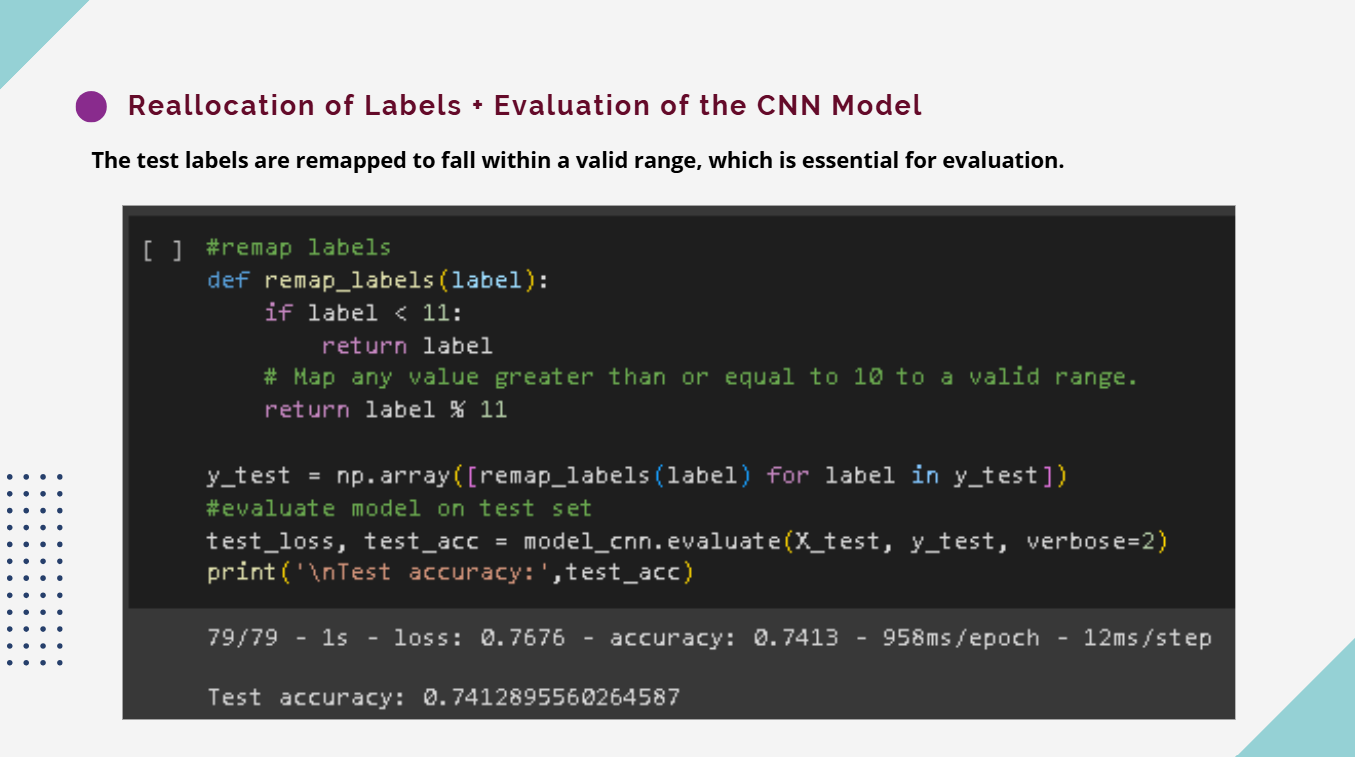 Reallocation of Labels + Evaluation of the CNN Model
The test labels are remapped to fall within a valid range, which is essential for evaluation.
[ ] #remap labels
def remap_labels(label):
    if label < 11:
        return label
    # Map any value greater than or equal to 10 to a valid range.
    return label % 11
y_test = np.array([remap_labels(label) for label in y_test])
#evaluate model on test set
test_loss, test_acc = model_cnn.evaluate(X_test, y_test, verbose=2)
print('\nTest accuracy:',test_acc)
79/79 - 1s - loss: 0.7676 - accuracy: 0.7413 - 958ms/epoch - 12ms/step
Test accuracy: 0.7412895560264587